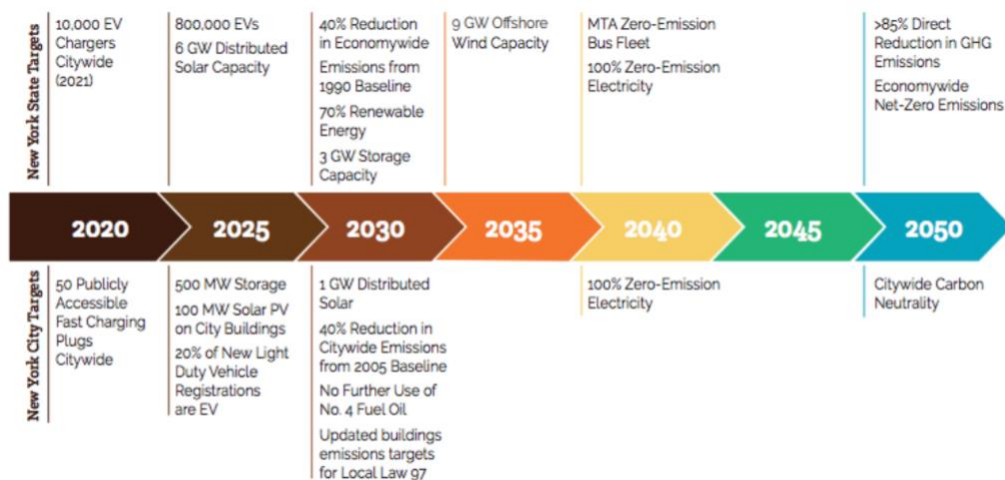 New York State Targets
10,000 EV
Chargers
Citywide
(2021)
800,000 EVs
6 GW Distributed
Solar Capacity
40% Reduction
in Economywide
Emissions from
1990 Baseline
70% Renewable
Energy
3 GW Storage
Capacity
9 GW Offshore
Wind Capacity
MTA Zero-Emission
Bus Fleet
100% Zero-Emission
Electricity
>85% Direct
Reduction in GHG
Emissions
Economywide
Net-Zero Emissions
2020
2025
2030
2035
2040
2045
2050
New York City Targets
50 Publicly
Accessible
Fast Charging
Plugs
Citywide
500 MW Storage
100 MW Solar PV
on City Buildings
20% of New Light
Duty Vehicle
Registrations
are EV
1 GW Distributed
Solar
40% Reduction in
Citywide Emissions
from 2005 Baseline
No Further Use of
No. 4 Fuel Oil
Updated buildings
emissions targets
for Local Law 97
100% Zero-Emission
Electricity
Citywide Carbon
Neutrality